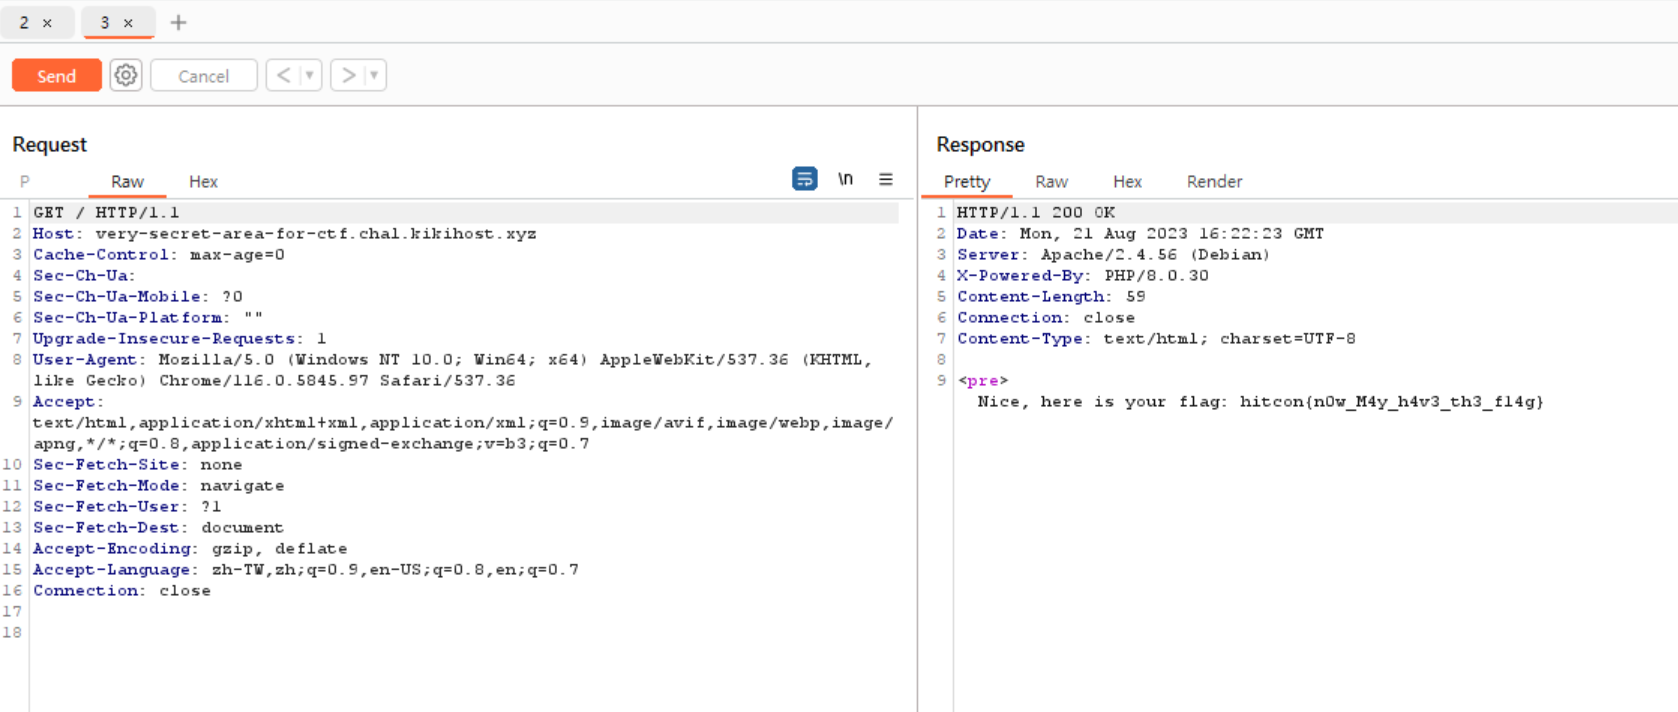 2 × 3 × +
Send Cancel < ▾ > ▾
Request
P Raw Hex \n ≡
1 GET / HTTP/1.1
2 Host: very-secret-area-for-ctf.chal.kikihost.xyz
3 Cache-Control: max-age=0
4 Sec-Ch-Ua:
5 Sec-Ch-Ua-Mobile: ?0
6 Sec-Ch-Ua-Platform: ""
7 Upgrade-Insecure-Requests: 1
8 User-Agent: Mozilla/5.0 (Windows NT 10.0; Win64; x64) AppleWebKit/537.36 (KHTML,
like Gecko) Chrome/116.0.5845.97 Safari/537.36
9 Accept:
text/html,application/xhtml+xml,application/xml;q=0.9,image/avif,image/webp,image/
apng,*/*;q=0.8,application/signed-exchange;v=b3;q=0.7
10 Sec-Fetch-Site: none
11 Sec-Fetch-Mode: navigate
12 Sec-Fetch-User: ?1
13 Sec-Fetch-Dest: document
14 Accept-Encoding: gzip, deflate
15 Accept-Language: zh-TW,zh;q=0.9,en-US;q=0.8,en;q=0.7
16 Connection: close
17
18
Response
Pretty Raw Hex Render
1 HTTP/1.1 200 OK
2 Date: Mon, 21 Aug 2023 16:22:23 GMT
3 Server: Apache/2.4.56 (Debian)
4 X-Powered-By: PHP/8.0.30
5 Content-Length: 59
6 Connection: close
7 Content-Type: text/html; charset=UTF-8
8
9 <pre>
Nice, here is your flag: hitcon{n0w_M4y_h4v3_th3_fl4g}